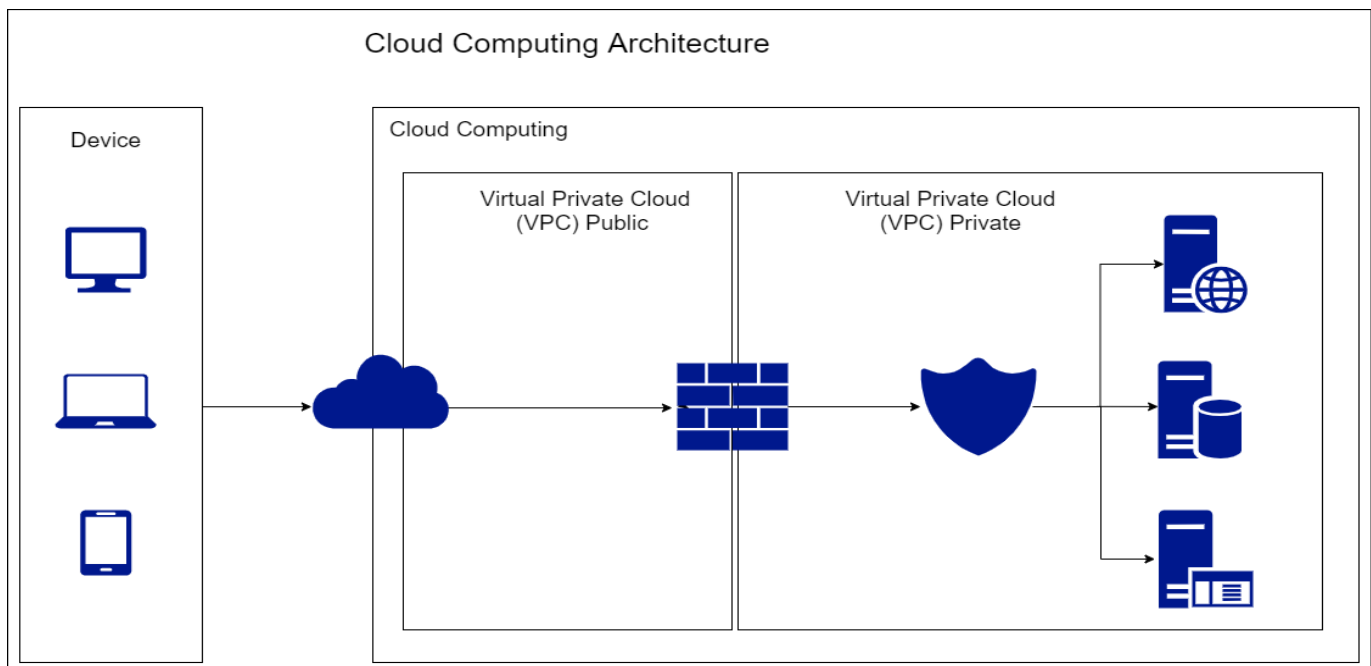 Cloud Computing Architecture
Device
Cloud Computing
Virtual Private Cloud
(VPC) Public
Virtual Private Cloud
(VPC) Private